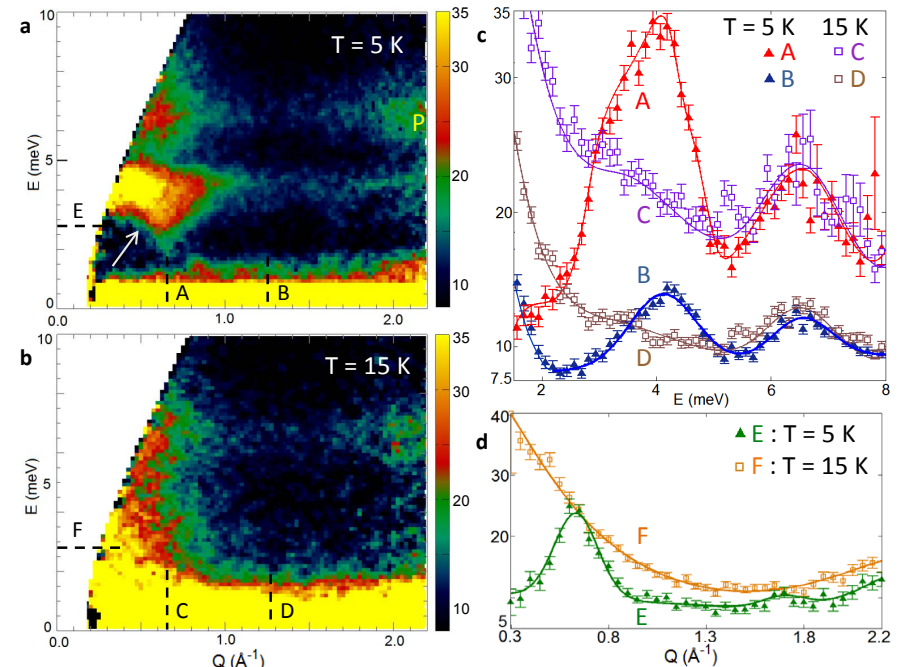 a
T = 5 K
P
E
A
B
E (meV)
10
5
0
0.0
1.0
2.2
35
30
20
10
b
T = 15 K
F
C
D
E (meV)
10
5
0
0.0
1.0
2.0
Q (Å⁻¹)
35
30
20
10
c
T = 5 K 15 K
A C
B D
A
C
B
D
35
30
20
10
7.5
2
4
6
8
E (meV)
d
E : T = 5 K
F : T = 15 K
F
E
40
30
20
5
0.3
0.8
1.3
1.8
2.2
Q (Å⁻¹)